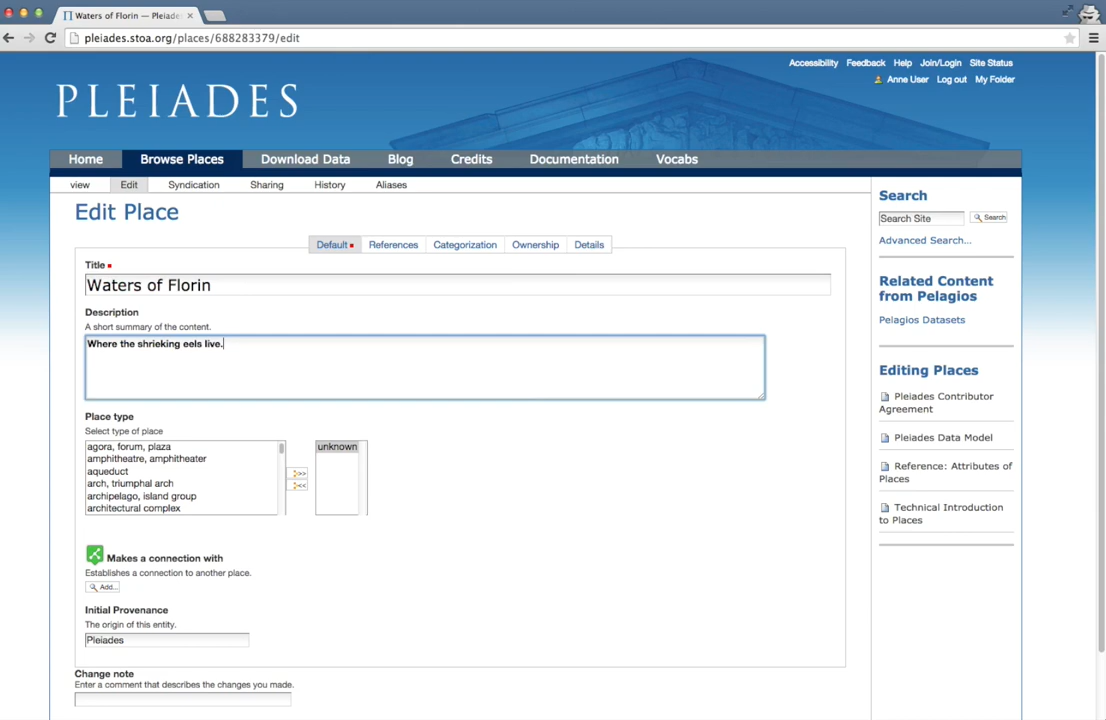 Waters of Florin — Pleiade
pleiades.stoa.org/places/688283379/edit
Accessibility Feedback Help Join/Login Site Status
Anne User Log out My Folder
PLEIADES
Home Browse Places Download Data Blog Credits Documentation Vocabs
view Edit Syndication Sharing History Aliases
Edit Place
Default References Categorization Ownership Details
Title
Waters of Florin
Description
A short summary of the content.
Where the shrieking eels live.
Place type
Select type of place
agora, forum, plaza
amphitheatre, amphitheater
aqueduct
arch, triumphal arch
archipelago, island group
architectural complex
>>
<<
unknown
Makes a connection with
Establishes a connection to another place.
Add...
Initial Provenance
The origin of this entity.
Pleiades
Change note
Enter a comment that describes the changes you made.
Search
Search Site Search
Advanced Search...
Related Content
from Pelagios
Pelagios Datasets
Editing Places
Pleiades Contributor
Agreement
Pleiades Data Model
Reference: Attributes of
Places
Technical Introduction
to Places